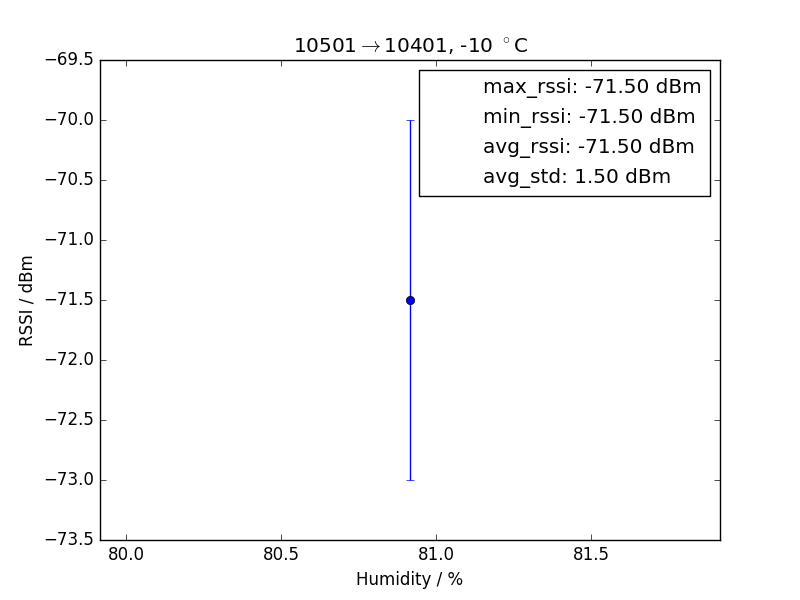 10501→10401, -10 °C
−69.5
−70.0
−70.5
−71.0
−71.5
−72.0
−72.5
−73.0
−73.5
RSSI / dBm
max_rssi: -71.50 dBm
min_rssi: -71.50 dBm
avg_rssi: -71.50 dBm
avg_std: 1.50 dBm
80.0 80.5 81.0 81.5
Humidity / %